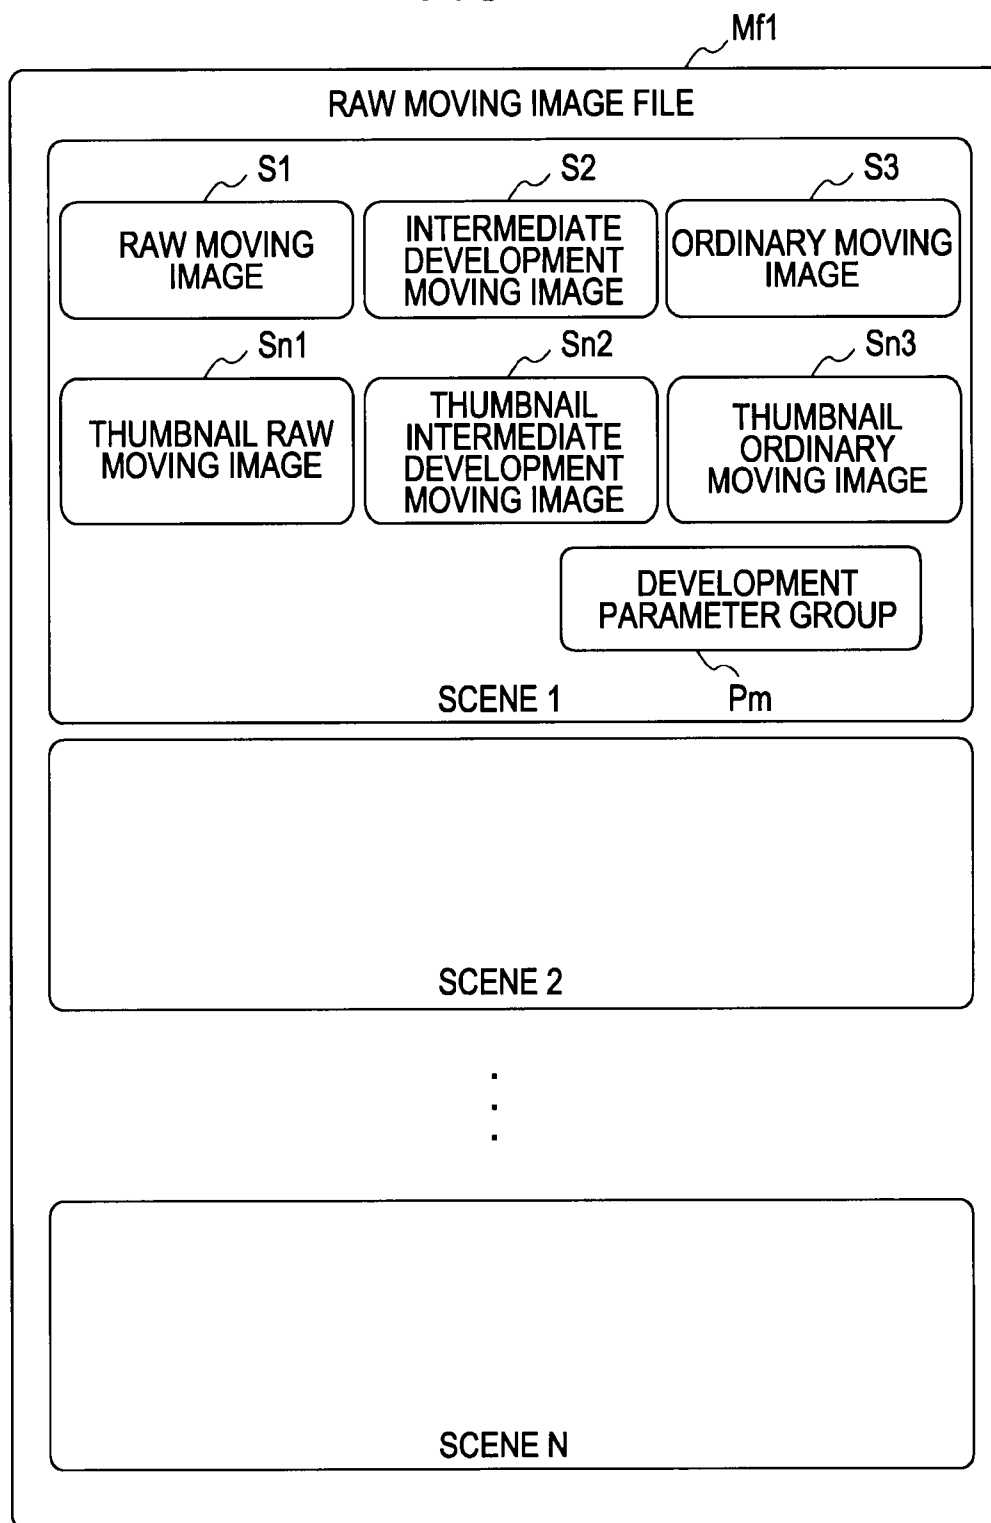 Mf1
RAW MOVING IMAGE FILE
S1
S2
S3
RAW MOVING
IMAGE
INTERMEDIATE
DEVELOPMENT
MOVING IMAGE
ORDINARY MOVING
IMAGE
Sn1
Sn2
Sn3
THUMBNAIL RAW
MOVING IMAGE
THUMBNAIL
INTERMEDIATE
DEVELOPMENT
MOVING IMAGE
THUMBNAIL
ORDINARY
MOVING IMAGE
DEVELOPMENT
PARAMETER GROUP
SCENE 1
Pm
SCENE 2
SCENE N